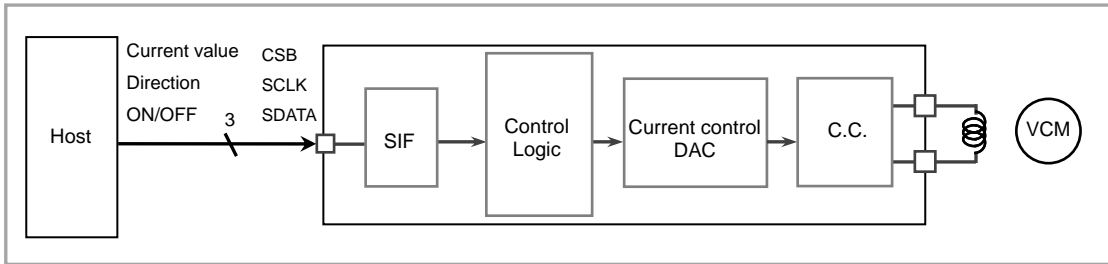 Host
Current value
Direction
ON/OFF
3
CSB
SCLK
SDATA
SIF
Control
Logic
Current control
DAC
C.C.
VCM